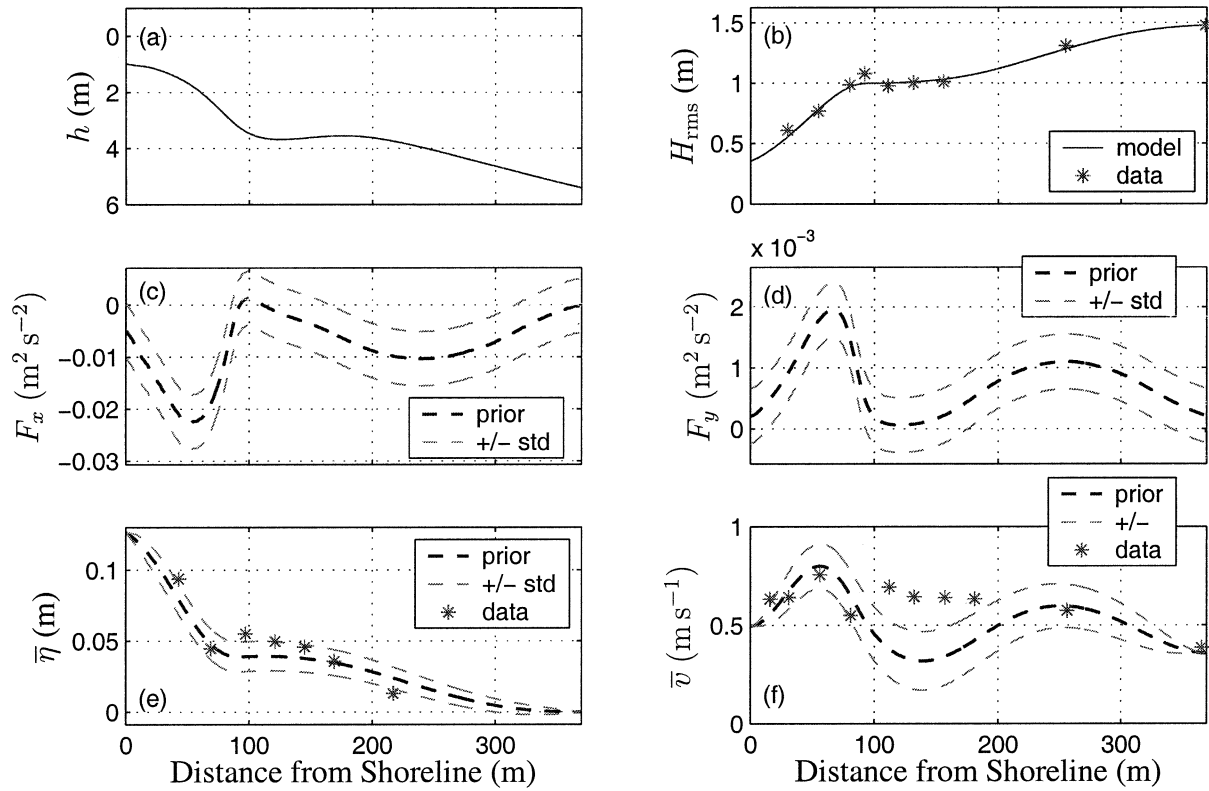 (a)
0
2
4
6
h (m)
(b)
1.5
1
0.5
0
H̅rms (m)
model
data
(c)
0
−0.01
−0.02
−0.03
Fx (m² s⁻²)
prior
+/− std
x 10⁻³
(d)
2
1
0
Fy (m² s⁻²)
prior
+/− std
(e)
0.1
0.05
0
η̅ (m)
prior
+/− std
data
0 100 200 300
Distance from Shoreline (m)
(f)
1
0.5
0
v̅ (m s⁻¹)
prior
+/−
data
0 100 200 300
Distance from Shoreline (m)